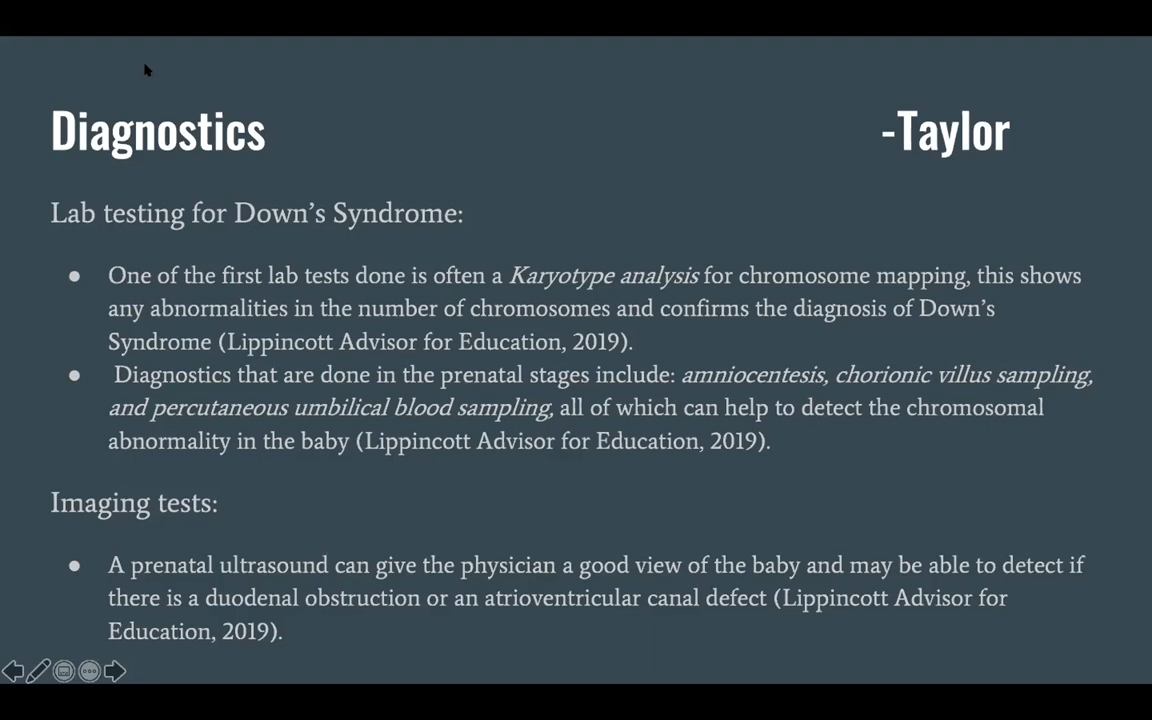 Diagnostics -Taylor
Lab testing for Down’s Syndrome:
● One of the first lab tests done is often a Karyotype analysis for chromosome mapping, this shows
any abnormalities in the number of chromosomes and confirms the diagnosis of Down’s
Syndrome (Lippincott Advisor for Education, 2019).
● Diagnostics that are done in the prenatal stages include: amniocentesis, chorionic villus sampling,
and percutaneous umbilical blood sampling, all of which can help to detect the chromosomal
abnormality in the baby (Lippincott Advisor for Education, 2019).
Imaging tests:
● A prenatal ultrasound can give the physician a good view of the baby and may be able to detect if
there is a duodenal obstruction or an atrioventricular canal defect (Lippincott Advisor for
Education, 2019).